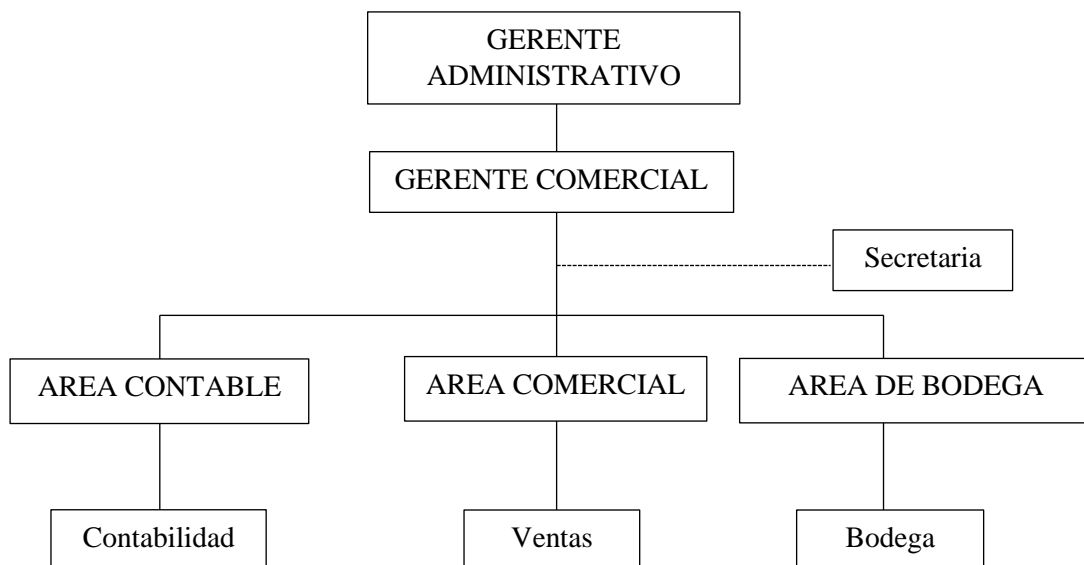 GERENTE
ADMINISTRATIVO
GERENTE COMERCIAL
Secretaria
AREA CONTABLE
AREA COMERCIAL
AREA DE BODEGA
Contabilidad
Ventas
Bodega